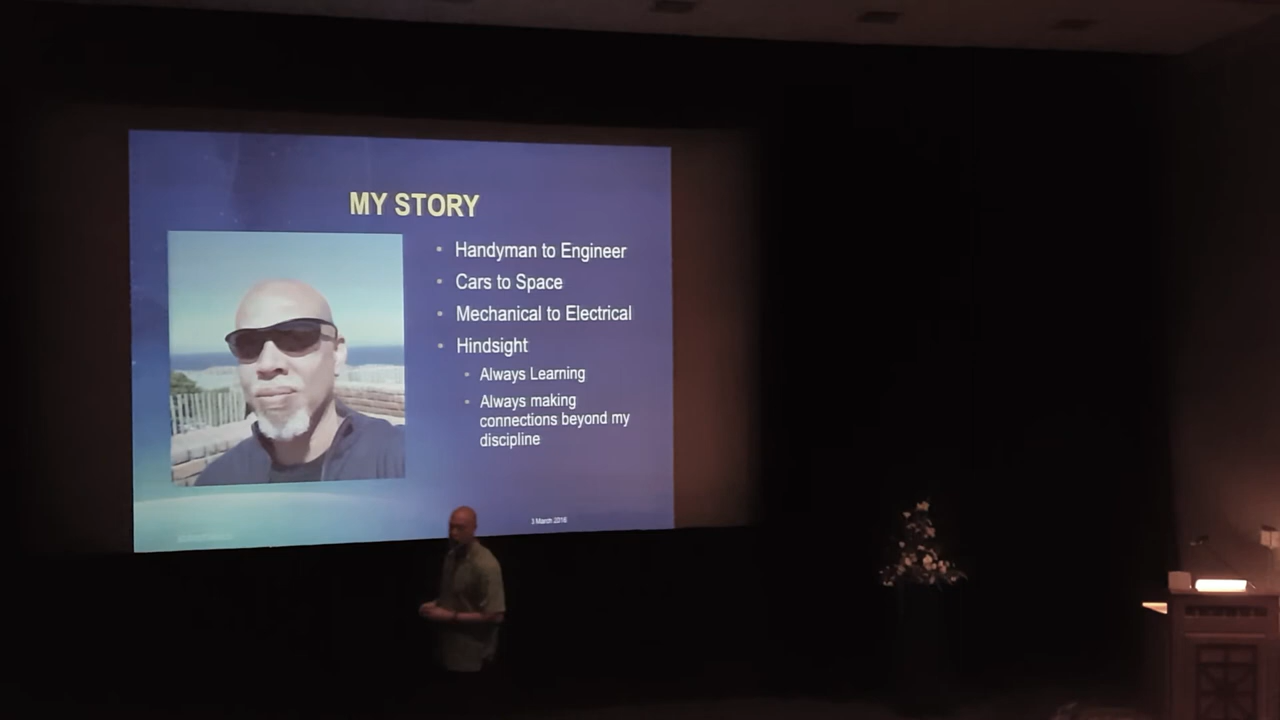 MY STORY
Handyman to Engineer
Cars to Space
Mechanical to Electrical
Hindsight
Always Learning
Always making
connections beyond my
discipline
3 March 2016